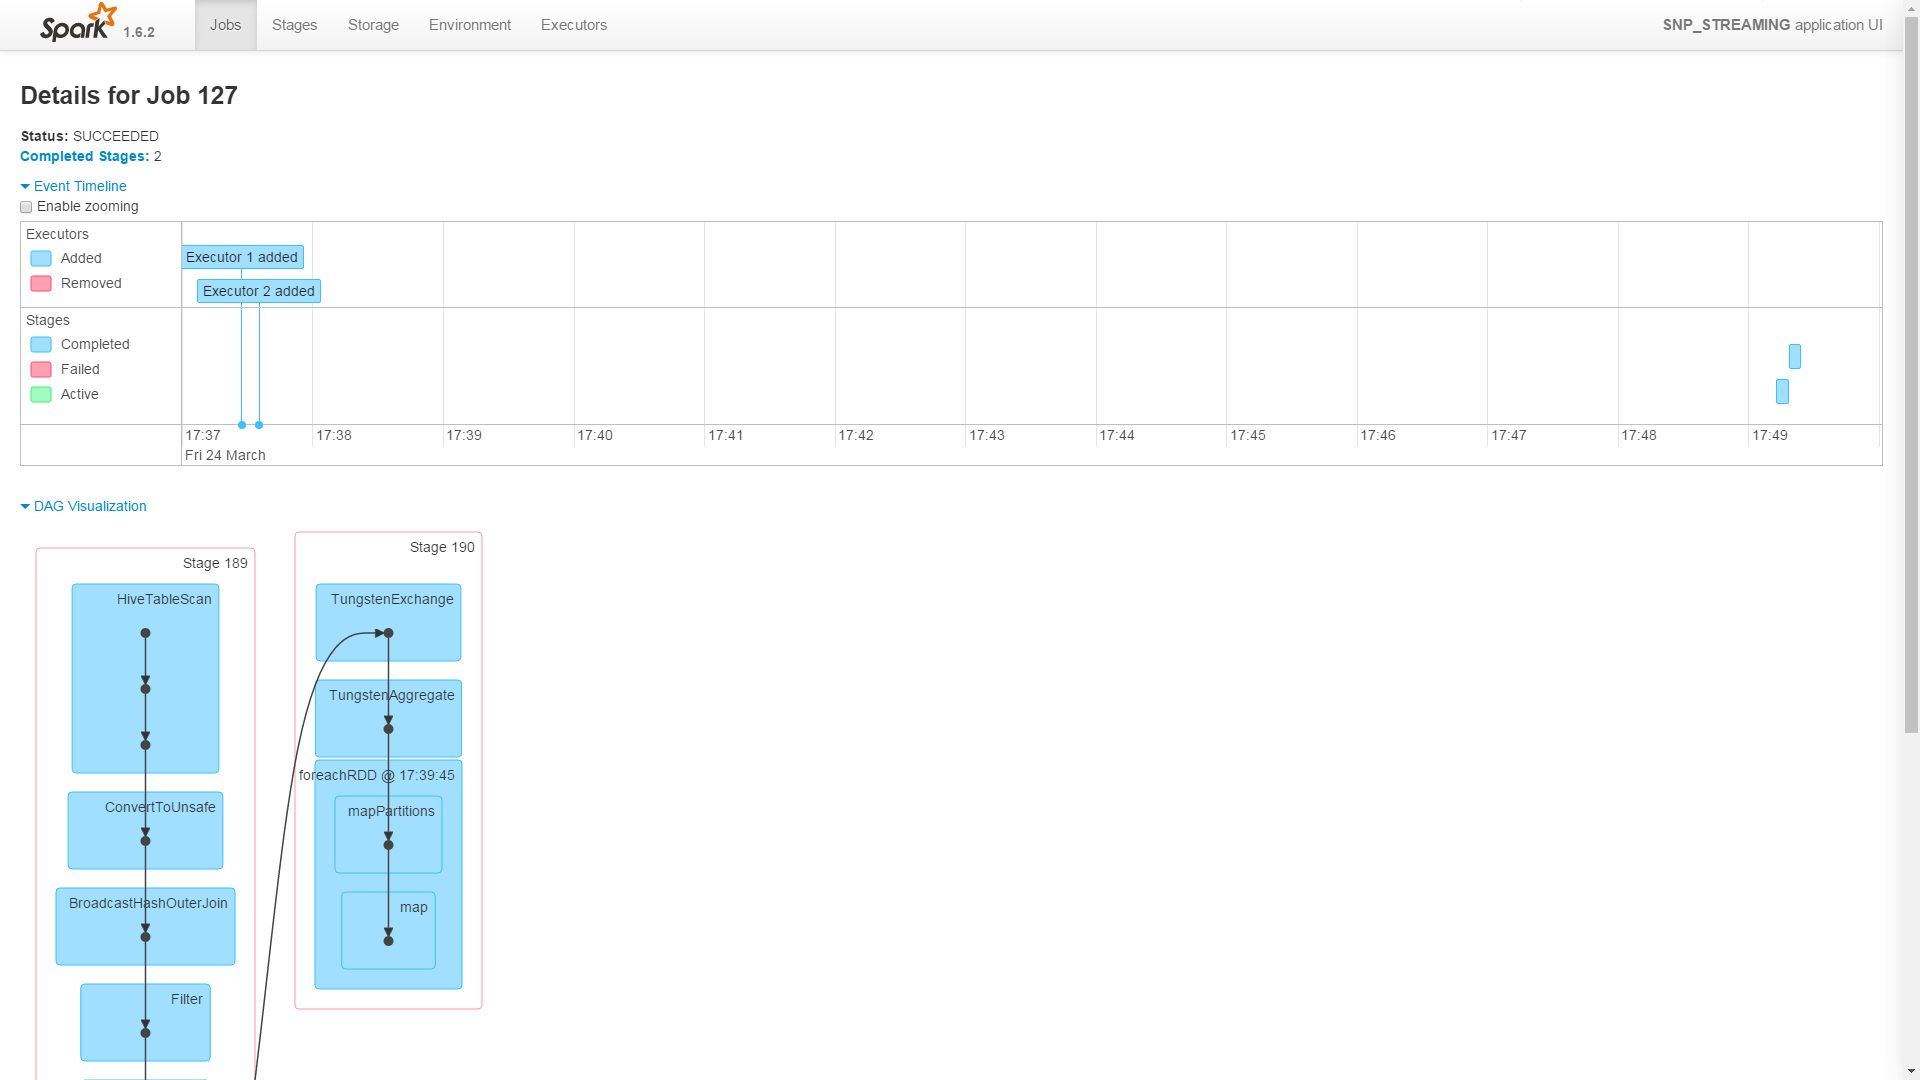 Spark 1.6.2 Jobs Stages Storage Environment Executors SNP_STREAMING application UI
Details for Job 127
Status: SUCCEEDED
Completed Stages: 2
Event Timeline
Enable zooming
Executors
Added
Removed
Executor 1 added
Executor 2 added
Stages
Completed
Failed
Active
17:37 17:38 17:39 17:40 17:41 17:42 17:43 17:44 17:45 17:46 17:47 17:48 17:49
Fri 24 March
DAG Visualization
Stage 189
HiveTableScan
ConvertToUnsafe
BroadcastHashOuterJoin
Filter
Stage 190
TungstenExchange
TungstenAggregate
foreachRDD @ 17:39:45
mapPartitions
map